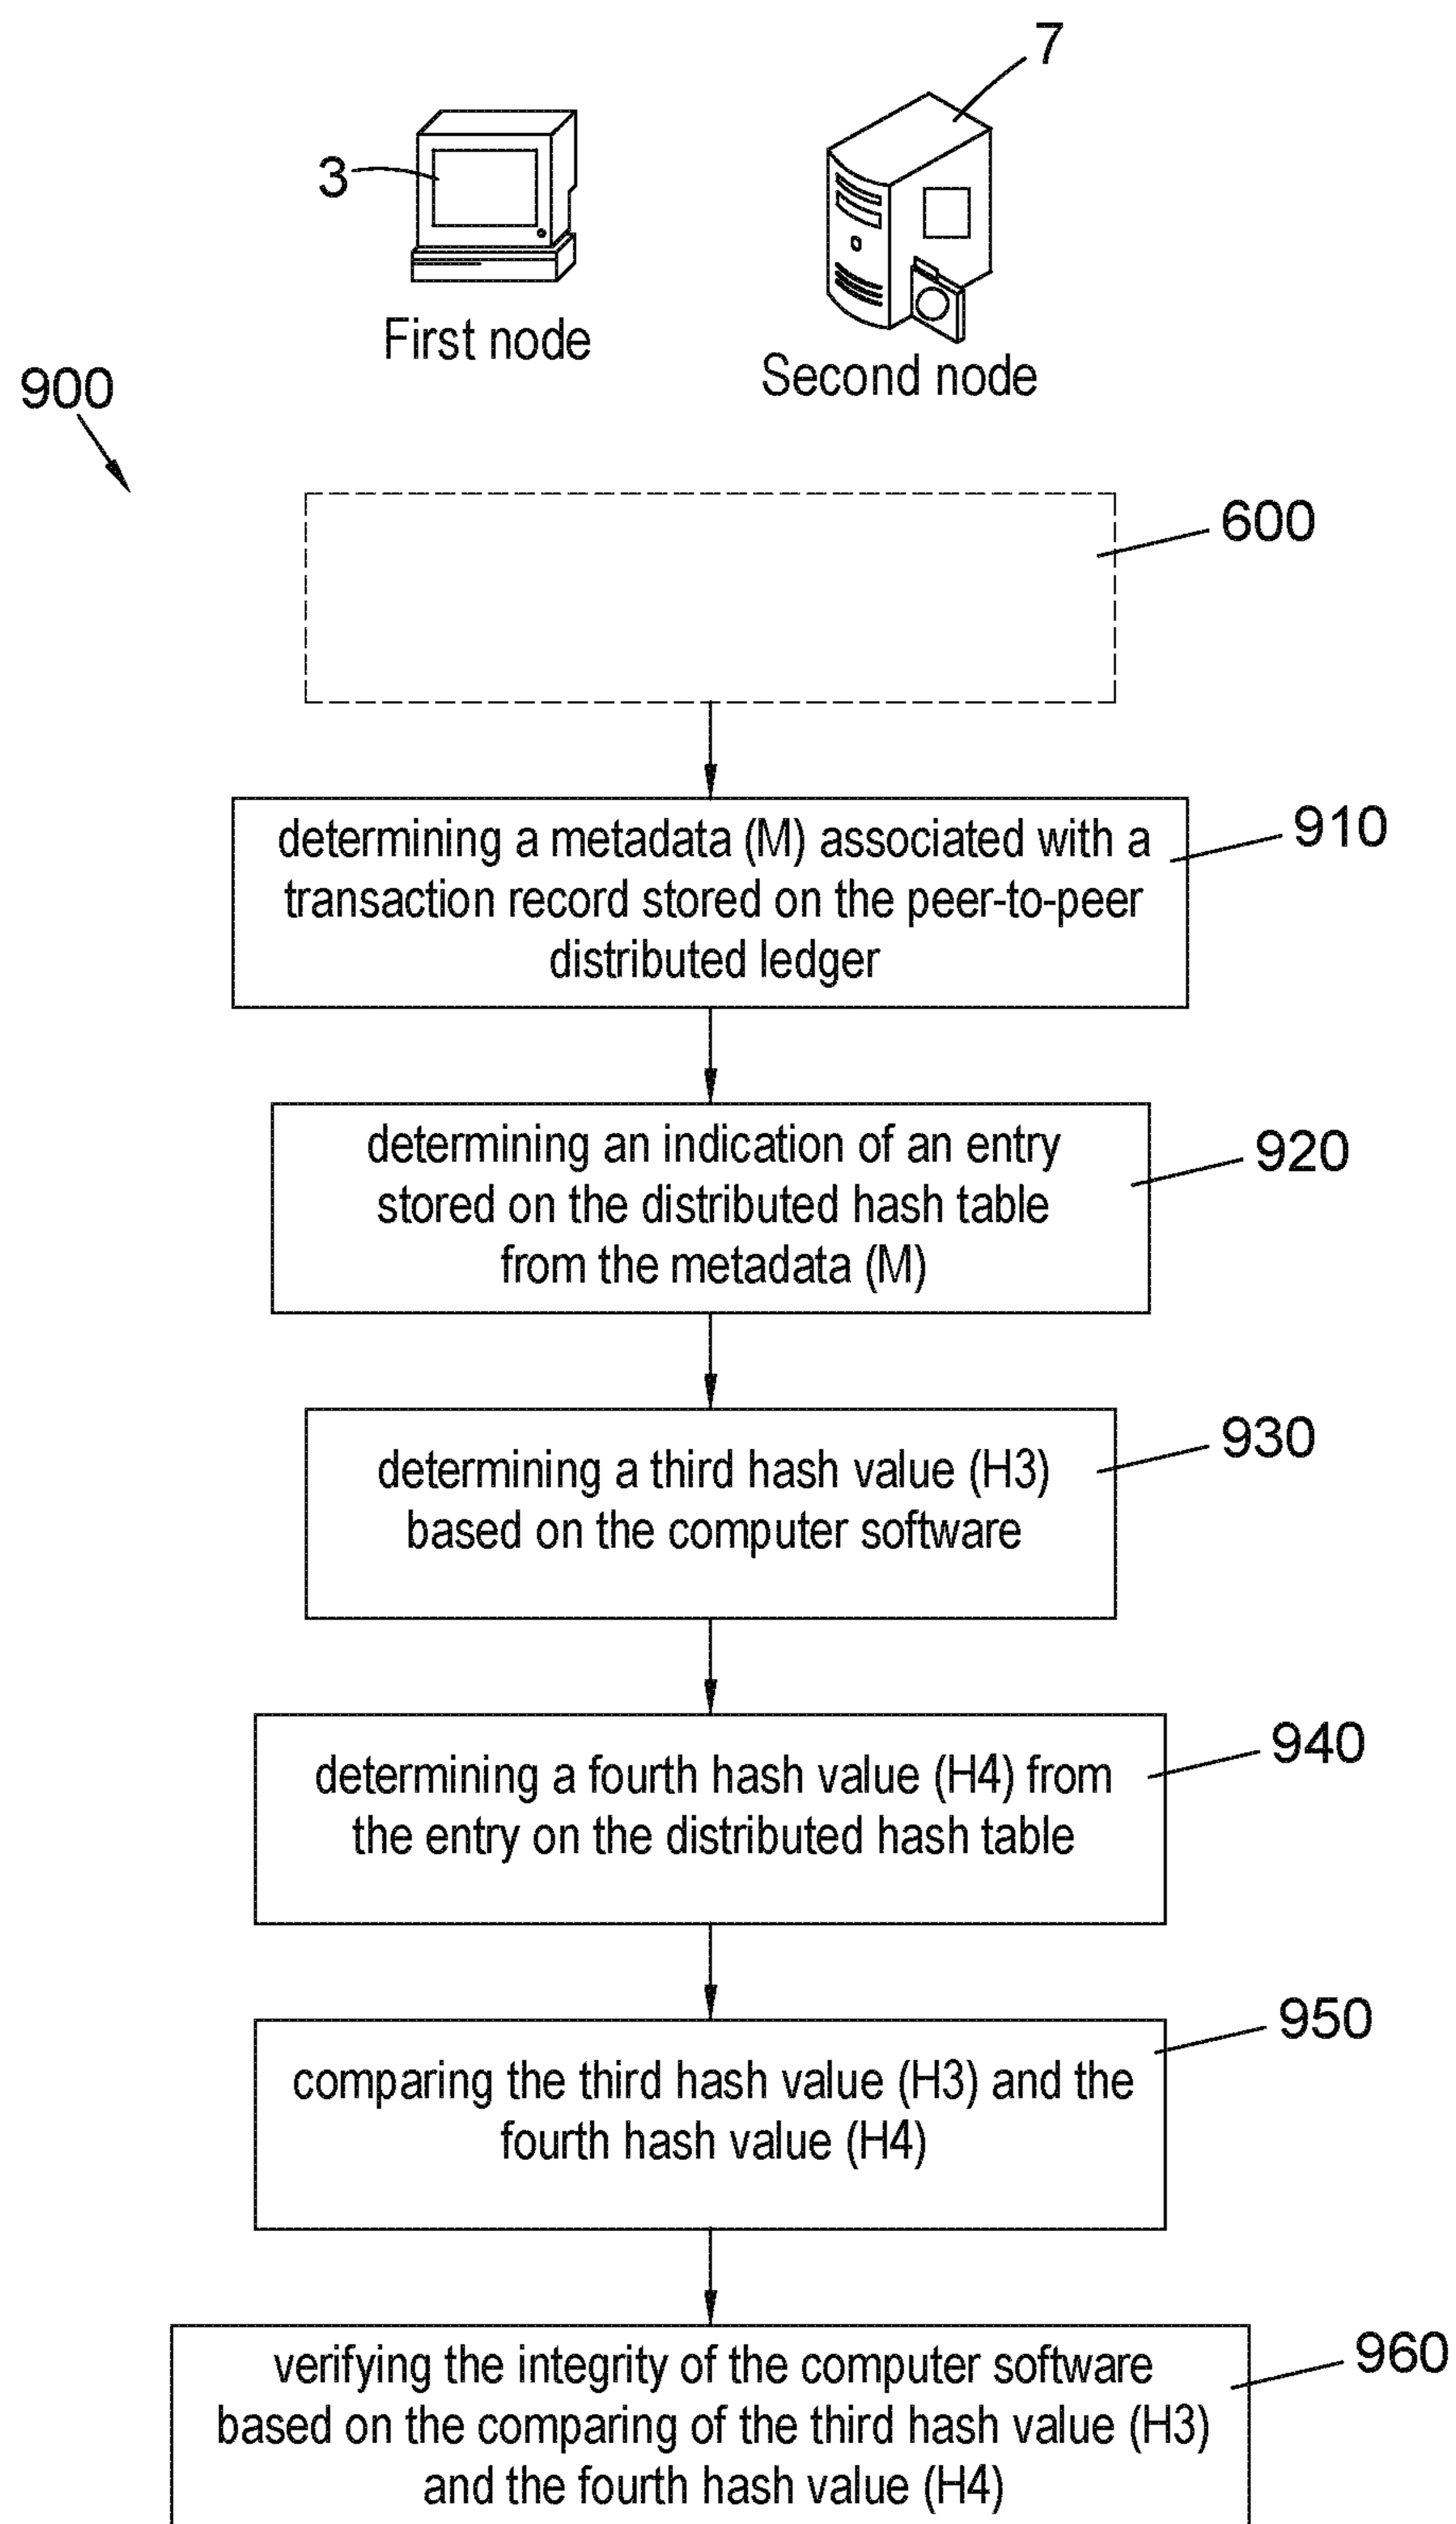 7
3
First node
Second node
900
600
determining a metadata (M) associated with a
transaction record stored on the peer-to-peer
distributed ledger
910
determining an indication of an entry
stored on the distributed hash table
from the metadata (M)
920
determining a third hash value (H3)
based on the computer software
930
determining a fourth hash value (H4) from
the entry on the distributed hash table
940
comparing the third hash value (H3) and the
fourth hash value (H4)
950
verifying the integrity of the computer software
based on the comparing of the third hash value (H3)
and the fourth hash value (H4)
960